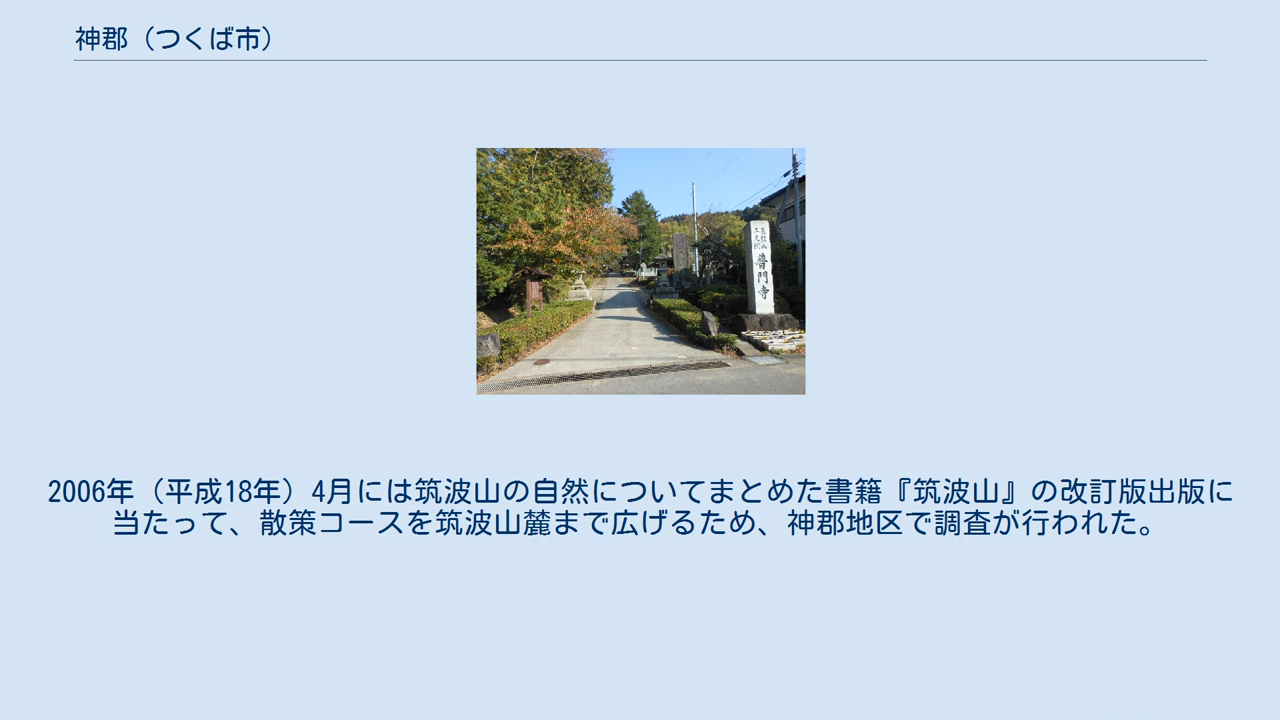 神郡（つくば市）
普門寺
2006年（平成18年）4月には筑波山の自然についてまとめた書籍『筑波山』の改訂版出版に
当たって、散策コースを筑波山麓まで広げるため、神郡地区で調査が行われた。